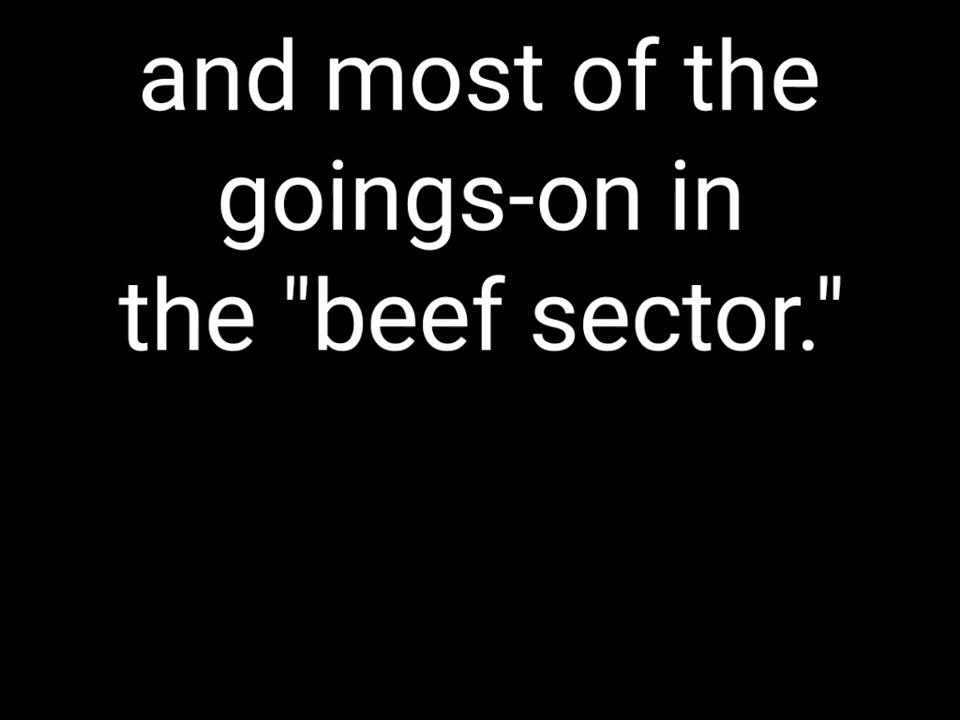 and most of the
goings-on in
the "beef sector."